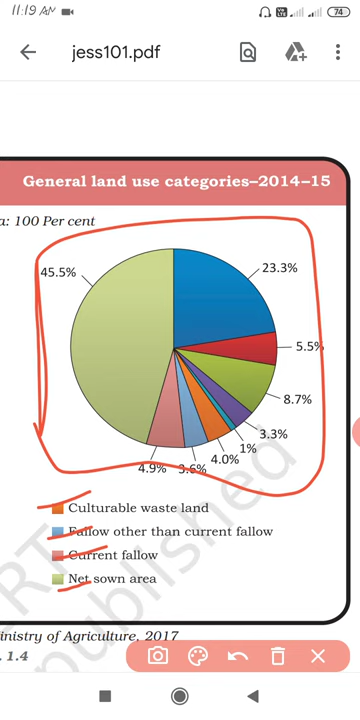 11:19 AM
74
jess101.pdf
General land use categories–2014–15
a: 100 Per cent
45.5%
23.3%
5.5%
8.7%
3.3%
1%
4.0%
3.6%
4.9%
Culturable waste land
Fallow other than current fallow
Current fallow
Net sown area
inistry of Agriculture, 2017
. 1.4
RT
published